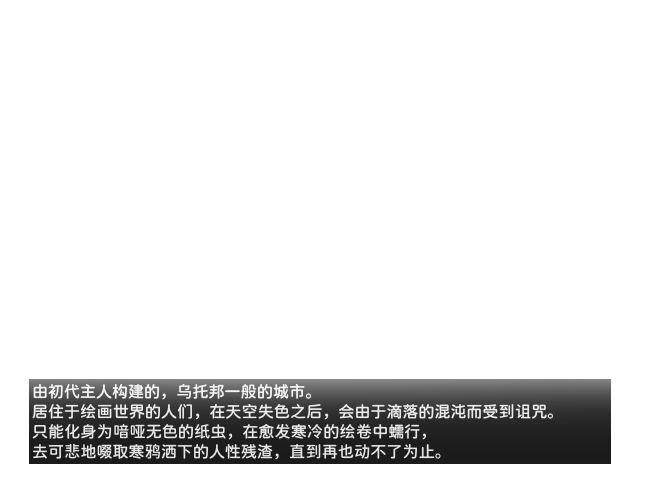 由初代主人构建的，乌托邦一般的城市。
居住于绘画世界的人们，在天空失色之后，会由于滴落的混沌而受到诅咒。
只能化身为喑哑无色的纸虫，在愈发寒冷的绘卷中蠕行，
去可悲地啜取寒鸦洒下的人性残渣，直到再也动不了为止。